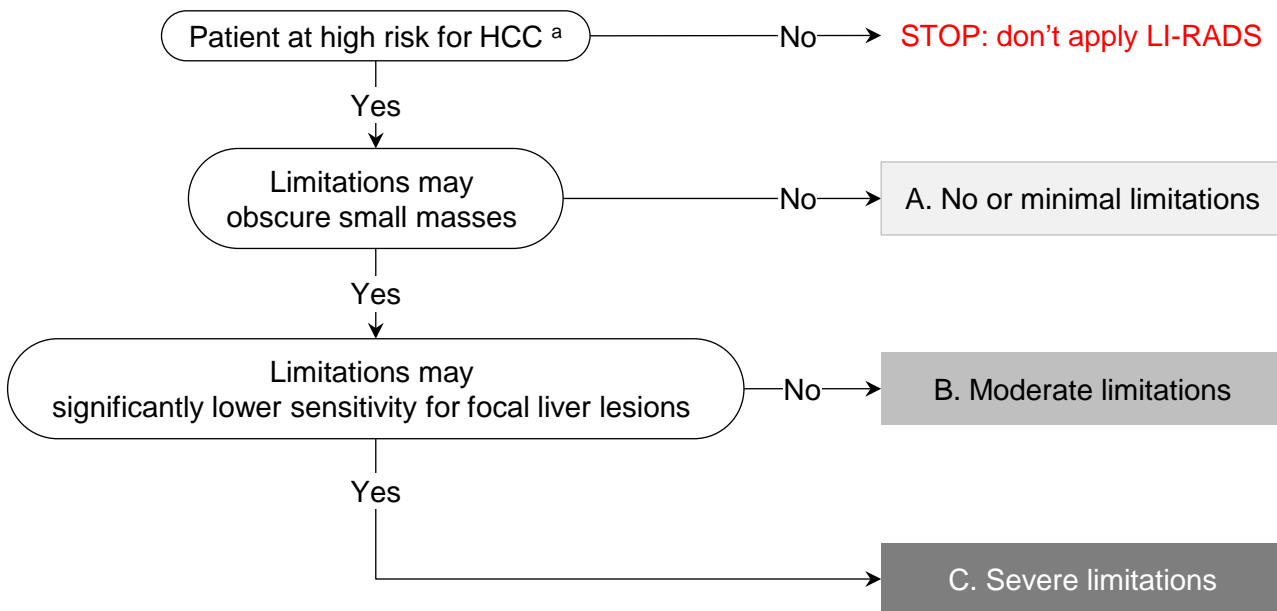 Patient at high risk for HCC a
No
STOP: don't apply LI-RADS
Yes
Limitations may
obscure small masses
No
A. No or minimal limitations
Yes
Limitations may
significantly lower sensitivity for focal liver lesions
No
B. Moderate limitations
Yes
C. Severe limitations